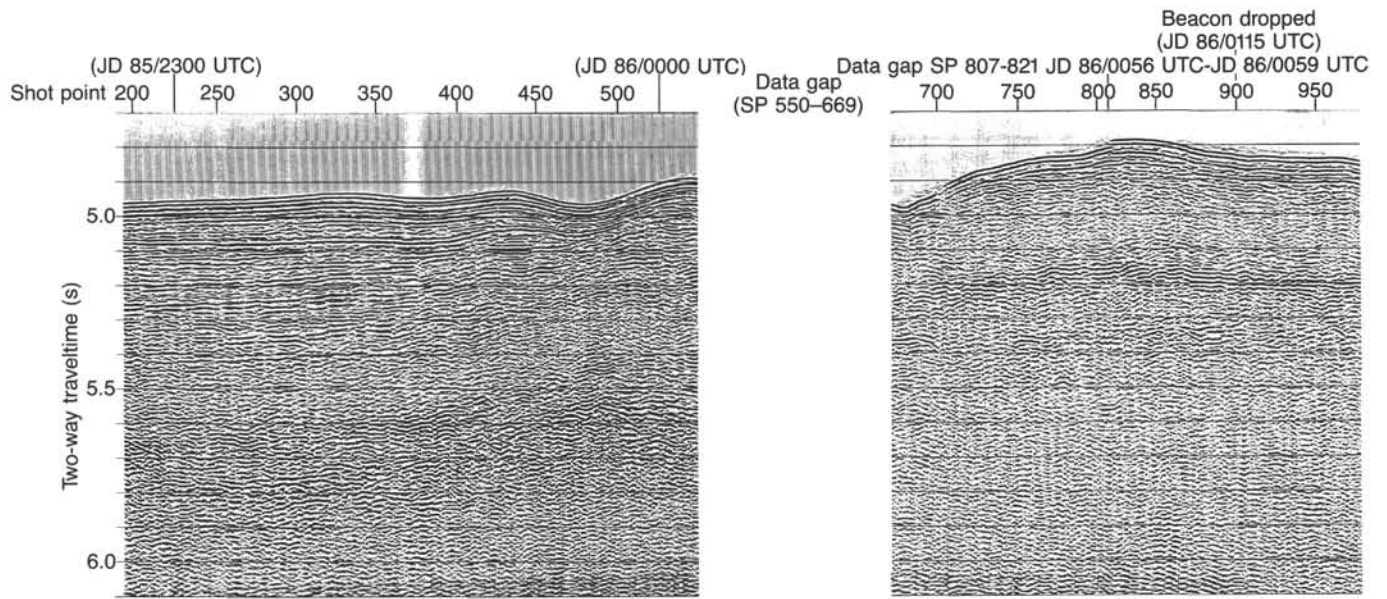 Beacon dropped
(JD 86/0115 UTC)
(JD 85/2300 UTC) (JD 86/0000 UTC) Data gap Data gap SP 807-821 JD 86/0056 UTC-JD 86/0059 UTC
Shot point 200 250 300 350 400 450 500 (SP 550–669) 700 750 800 850 900 950
5.0
5.5
6.0
Two-way traveltime (s)